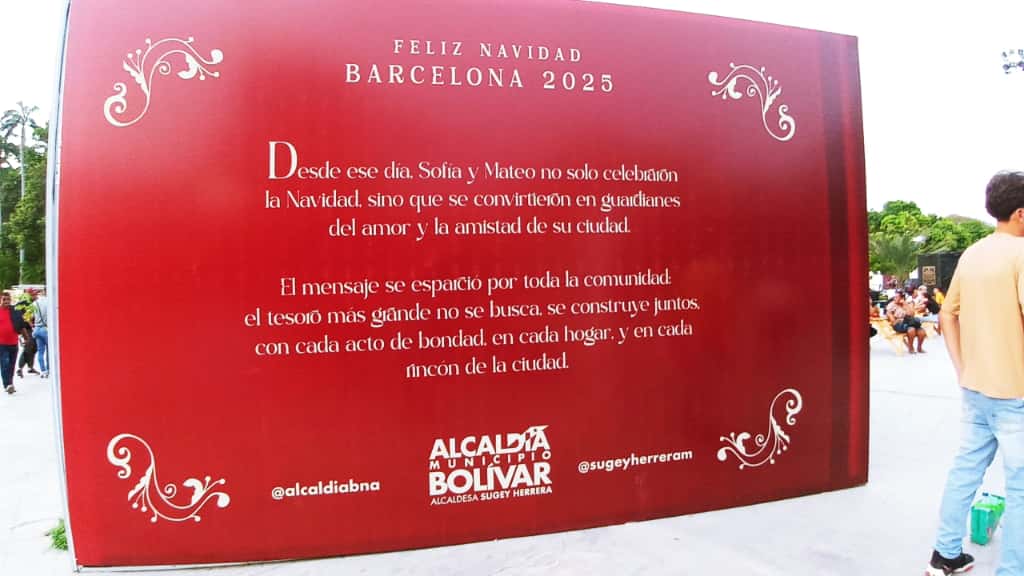 FELIZ NAVIDAD
BARCELONA 2025
Desde ese día, Sofía y Mateo no solo celebrarón
la Navidad, sino que se convirtierón en guardianes
del amor y la amistad de su ciudad.
El mensaje se esparció por toda la comunidad:
el tesoro más grande no se busca, se construye juntos,
con cada acto de bondad, en cada hogar, y en cada
rincón de la ciudad.
@alcaldiabna
ALCALDÍA
MUNICIPIO
BOLÍVAR
ALCALDESA SUGEY HERRERA
@sugeyherreram